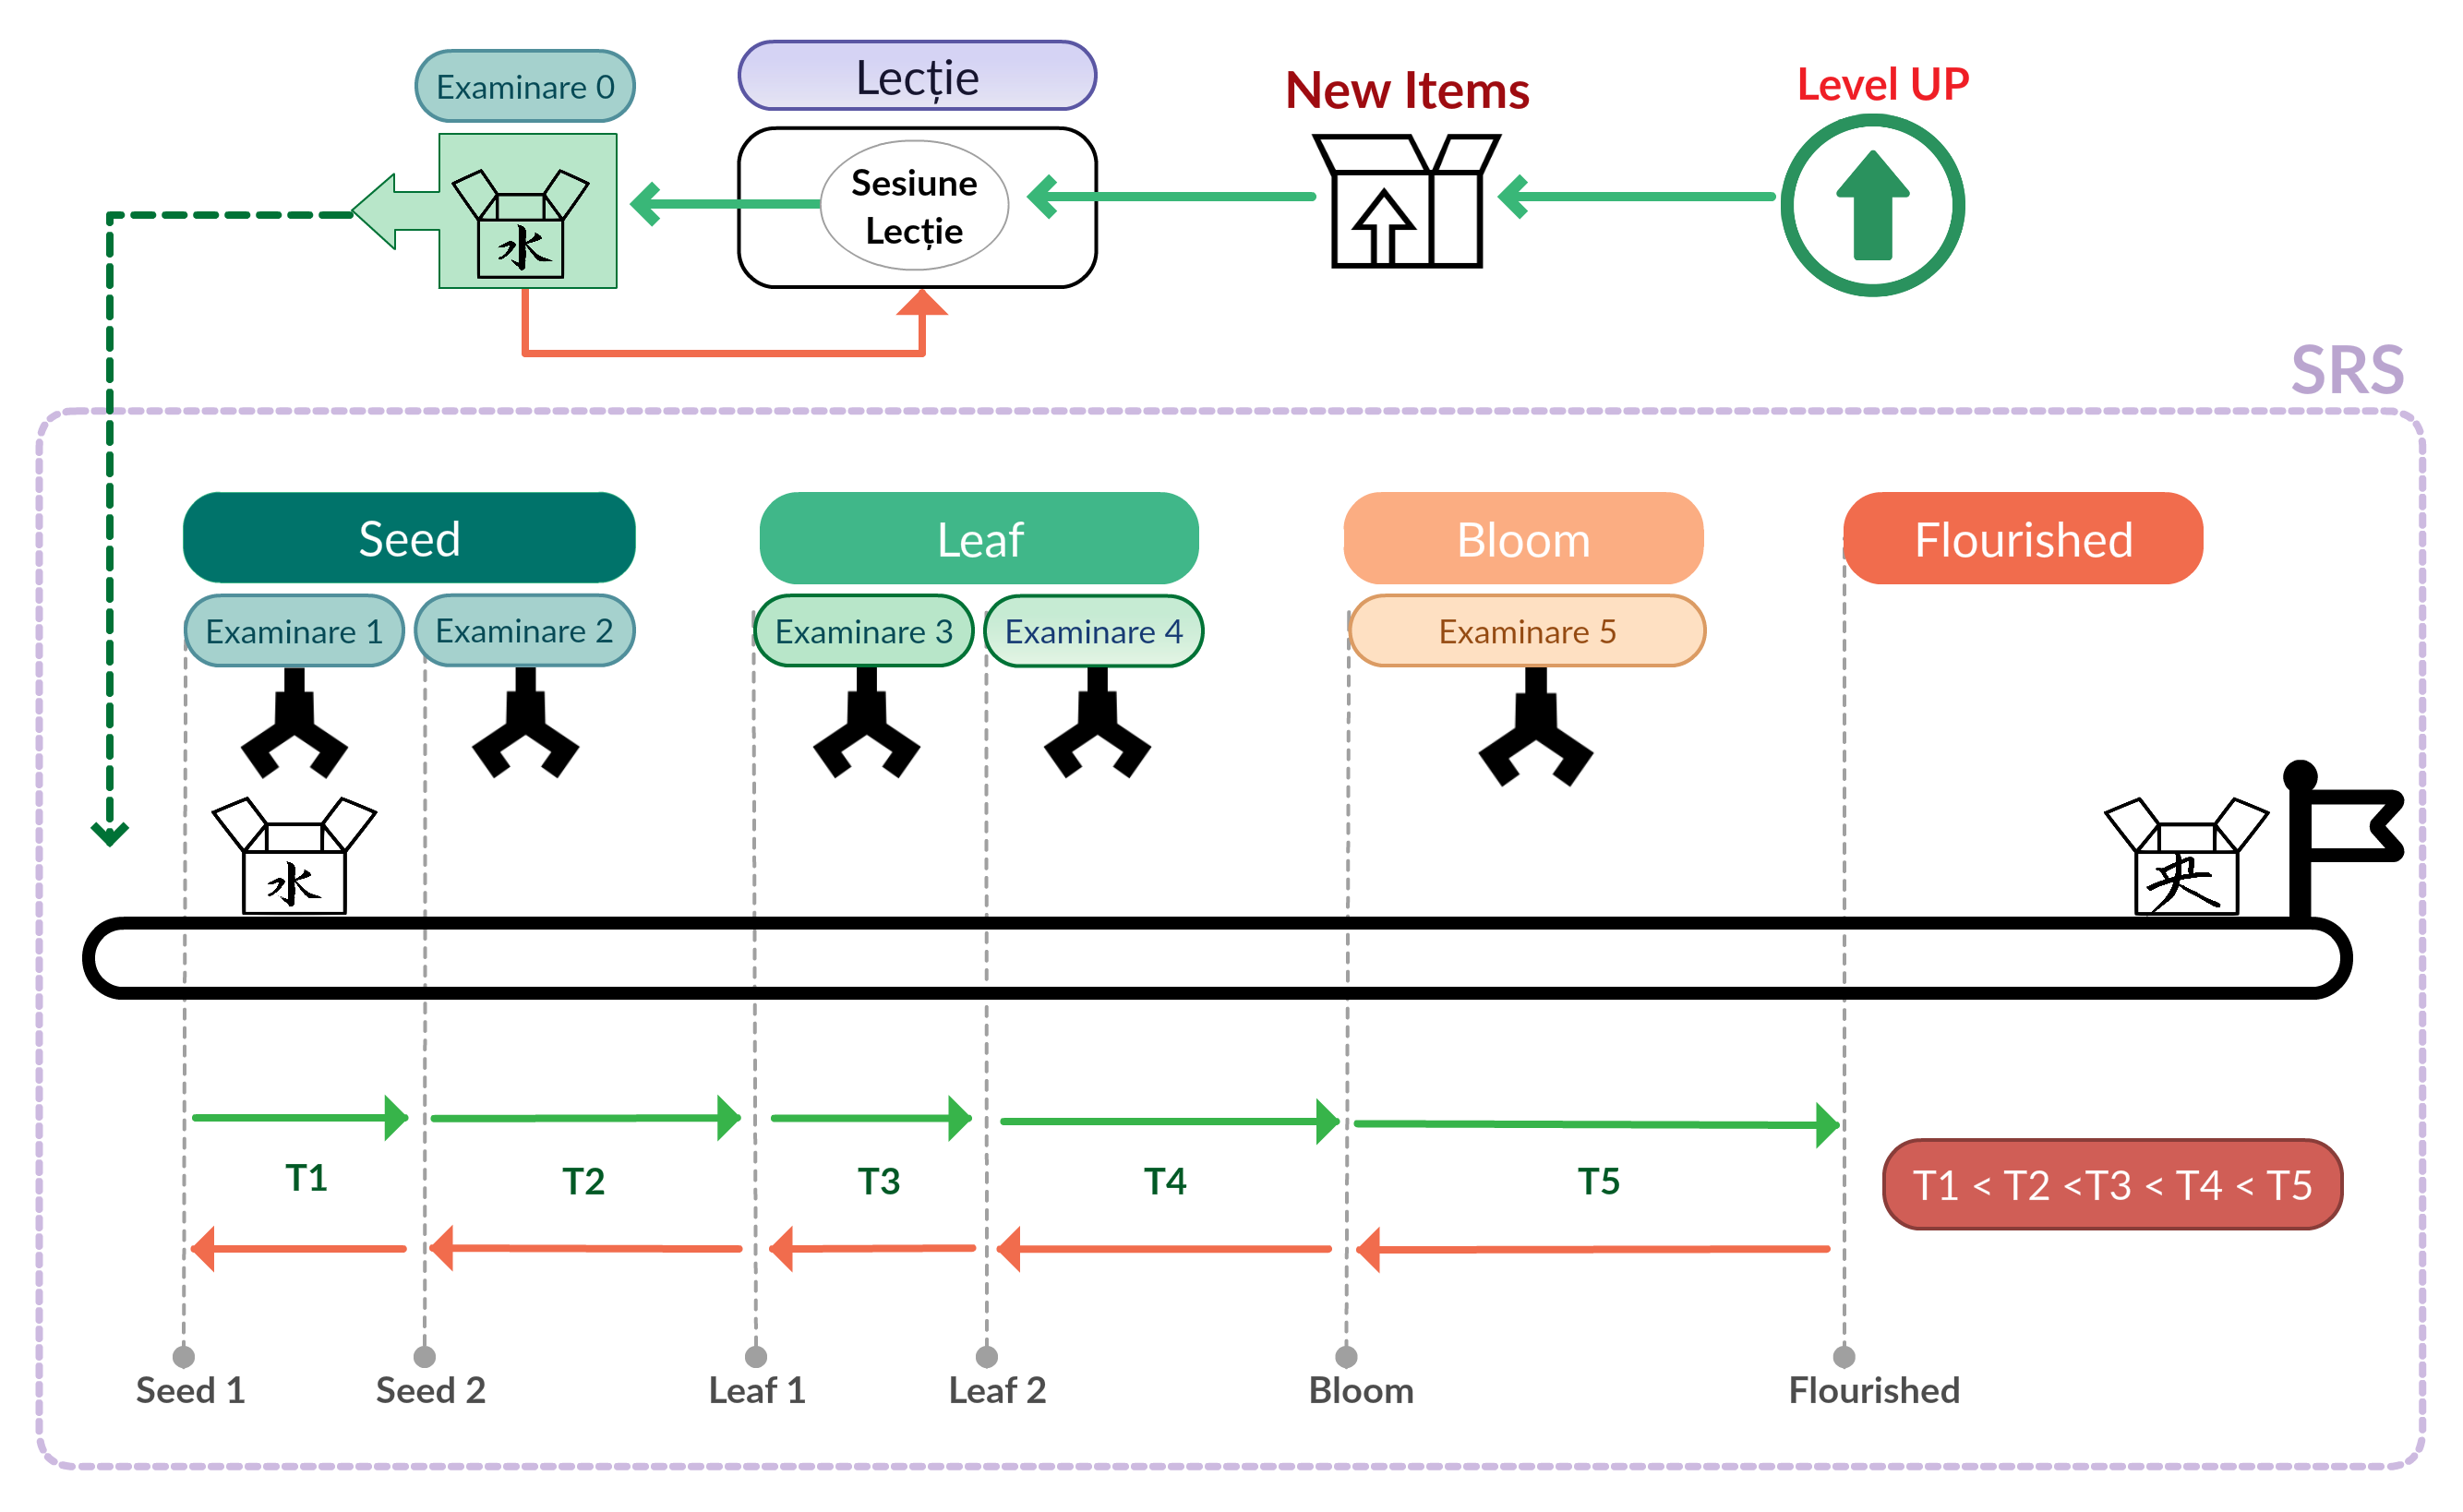 Examinare 0
Lecție
New Items
Level UP
Sesiune
Lecție
水
SRS
Seed
Leaf
Bloom
Flourished
Examinare 1
Examinare 2
Examinare 3
Examinare 4
Examinare 5
水
央
T1
T2
T3
T4
T5
T1 < T2 <T3 < T4 < T5
Seed 1
Seed 2
Leaf 1
Leaf 2
Bloom
Flourished